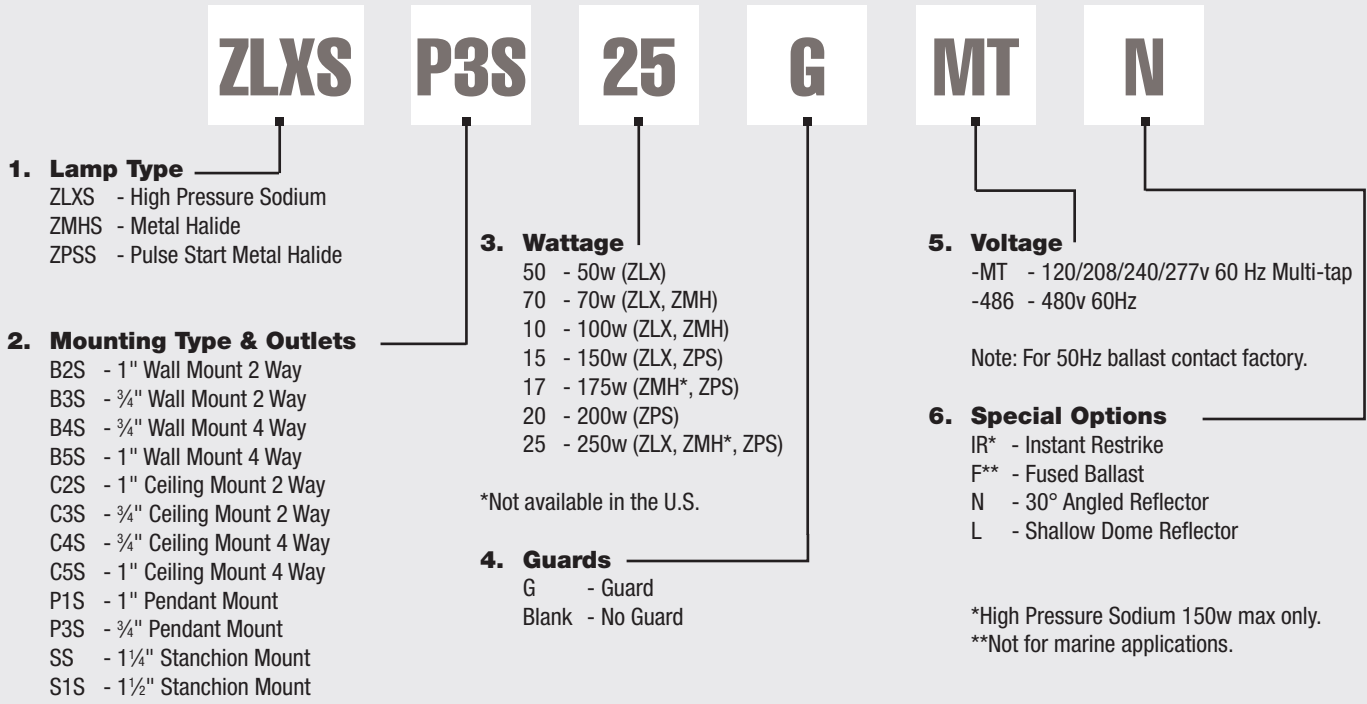 ZLXS P3S 25 G MT N
1. Lamp Type
ZLXS - High Pressure Sodium
ZMHS - Metal Halide
ZPSS - Pulse Start Metal Halide
2. Mounting Type & Outlets
B2S - 1" Wall Mount 2 Way
B3S - ¾" Wall Mount 2 Way
B4S - ¾" Wall Mount 4 Way
B5S - 1" Wall Mount 4 Way
C2S - 1" Ceiling Mount 2 Way
C3S - ¾" Ceiling Mount 2 Way
C4S - ¾" Ceiling Mount 4 Way
C5S - 1" Ceiling Mount 4 Way
P1S - 1" Pendant Mount
P3S - ¾" Pendant Mount
SS - 1¼" Stanchion Mount
S1S - 1½" Stanchion Mount
3. Wattage
50 - 50w (ZLX)
70 - 70w (ZLX, ZMH)
10 - 100w (ZLX, ZMH)
15 - 150w (ZLX, ZPS)
17 - 175w (ZMH*, ZPS)
20 - 200w (ZPS)
25 - 250w (ZLX, ZMH*, ZPS)
*Not available in the U.S.
4. Guards
G - Guard
Blank - No Guard
5. Voltage
-MT - 120/208/240/277v 60 Hz Multi-tap
-486 - 480v 60Hz
Note: For 50Hz ballast contact factory.
6. Special Options
IR* - Instant Restrike
F** - Fused Ballast
N - 30° Angled Reflector
L - Shallow Dome Reflector
*High Pressure Sodium 150w max only.
**Not for marine applications.